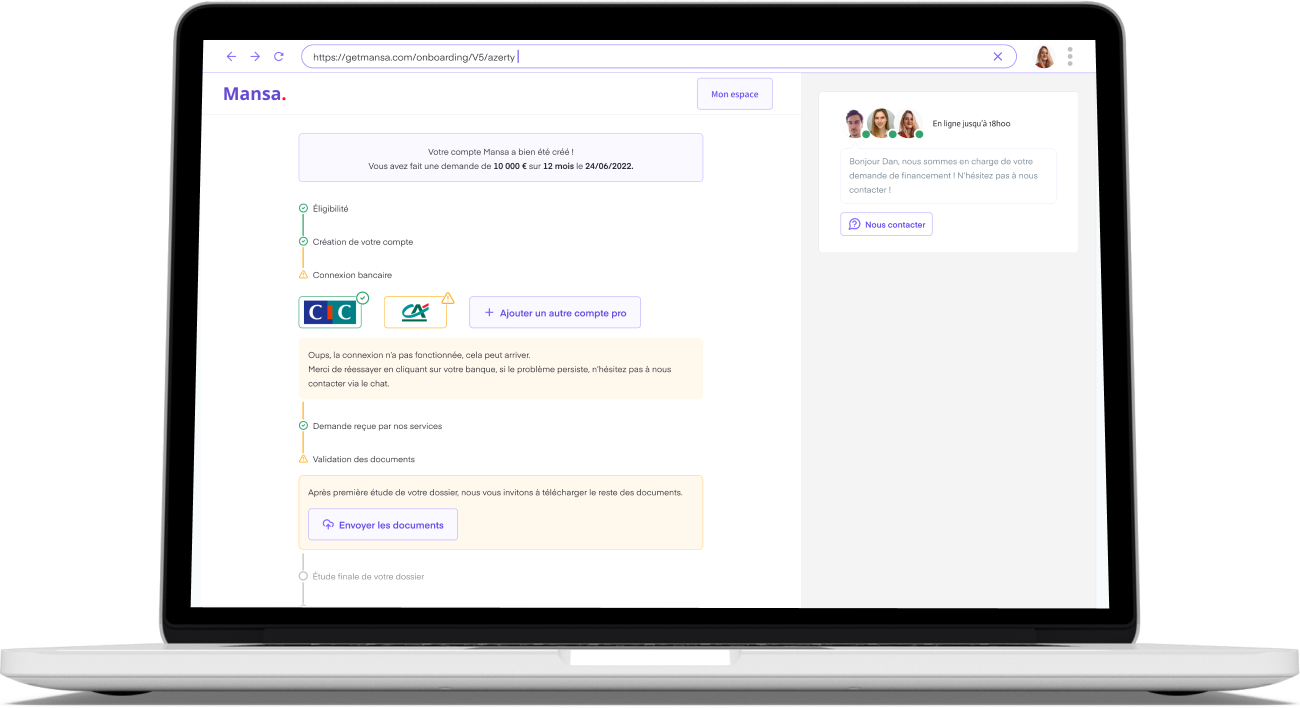 https://getmansa.com/onboarding/V5/azerty
Mansa.
Mon espace
Votre compte Mansa a bien été créé !
Vous avez fait une demande de 10 000 € sur 12 mois le 24/06/2022.
Éligibilité
Création de votre compte
Connexion bancaire
CIC
CA
Ajouter un autre compte pro
Oups, la connexion n'a pas fonctionnée, cela peut arriver.
Merci de réessayer en cliquant sur votre banque, si le problème persiste, n'hésitez pas à nous
contacter via le chat.
Demande reçue par nos services
Validation des documents
Après première étude de votre dossier, nous vous invitons à télécharger le reste des documents.
Envoyer les documents
Étude finale de votre dossier
En ligne jusqu'à 18h00
Bonjour Dan, nous sommes en charge de votre
demande de financement ! N'hésitez pas à nous
contacter !
Nous contacter